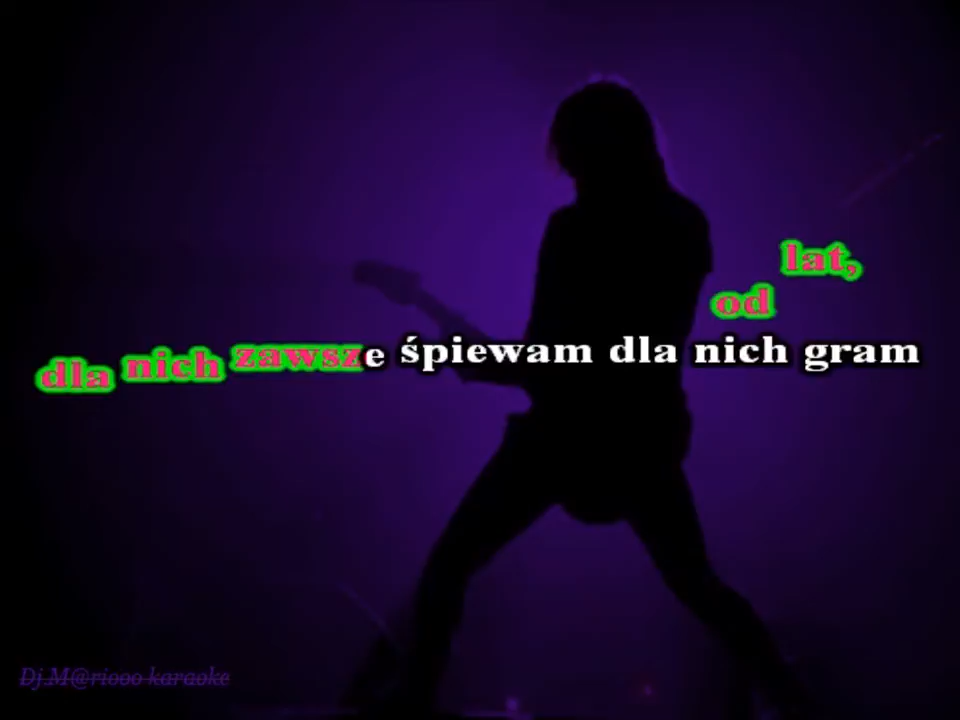 od lat,
dla nich zawsze śpiewam dla nich gram
Dj.M@riooo karaoke